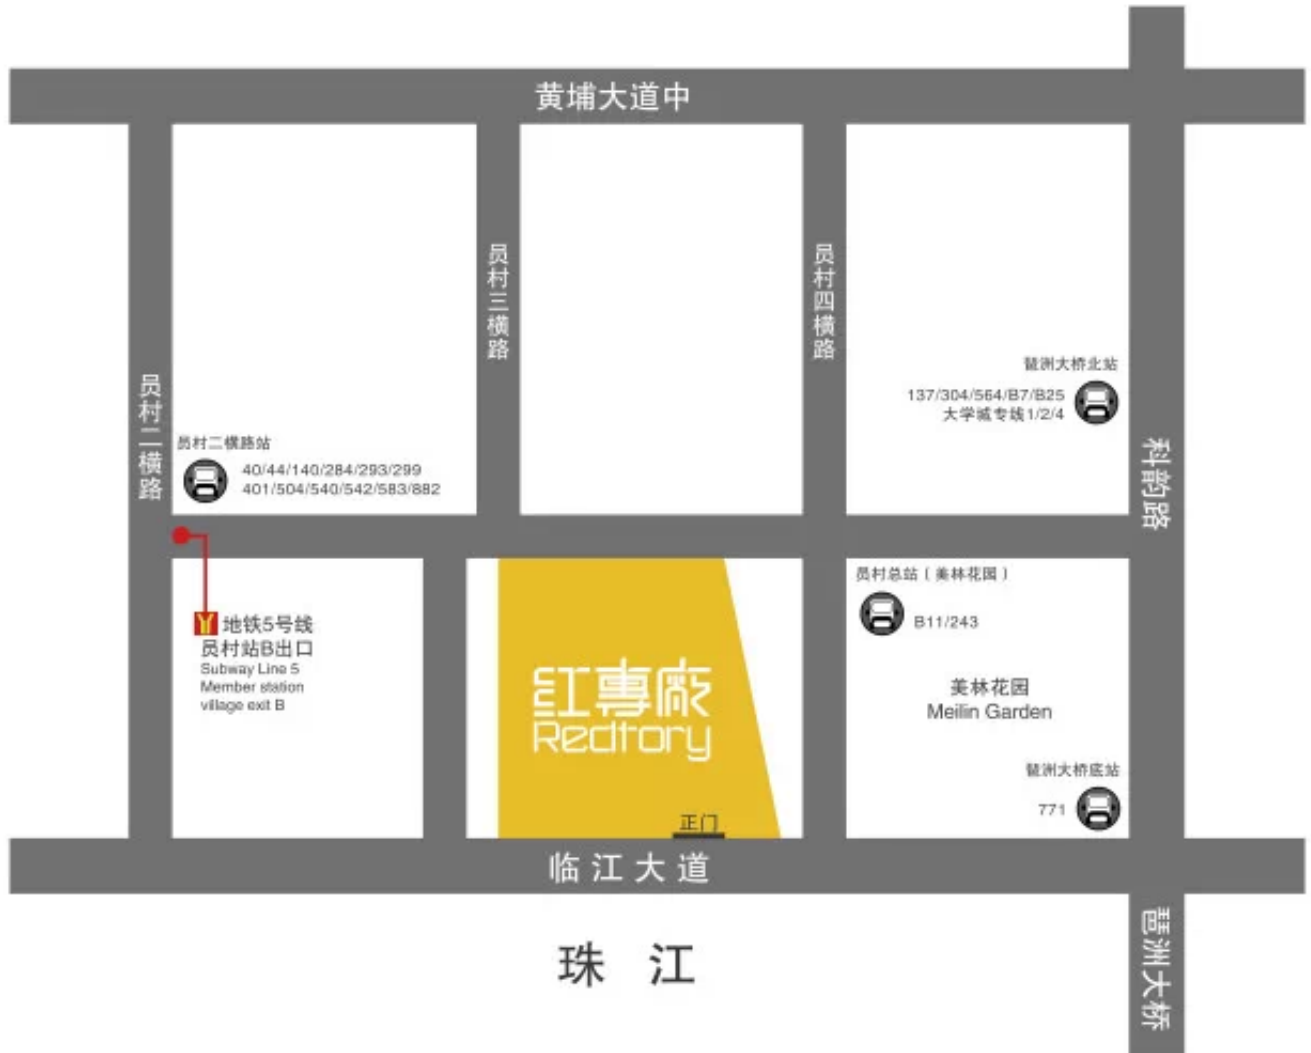 黄埔大道中
员村三横路
员村四横路
员村二横路
琶洲大桥北站
137/304/564/B7/B25
大学城专线1/2/4
科韵路
员村二横路站
40/44/140/284/293/299
401/504/540/542/583/882
地铁5号线
员村站B出口
Subway Line 5
Member station
village exit B
红專廠
Redtory
正门
员村总站（美林花园）
B11/243
美林花园
Meilin Garden
琶洲大桥底站
771
临江大道
珠江
琶洲大桥